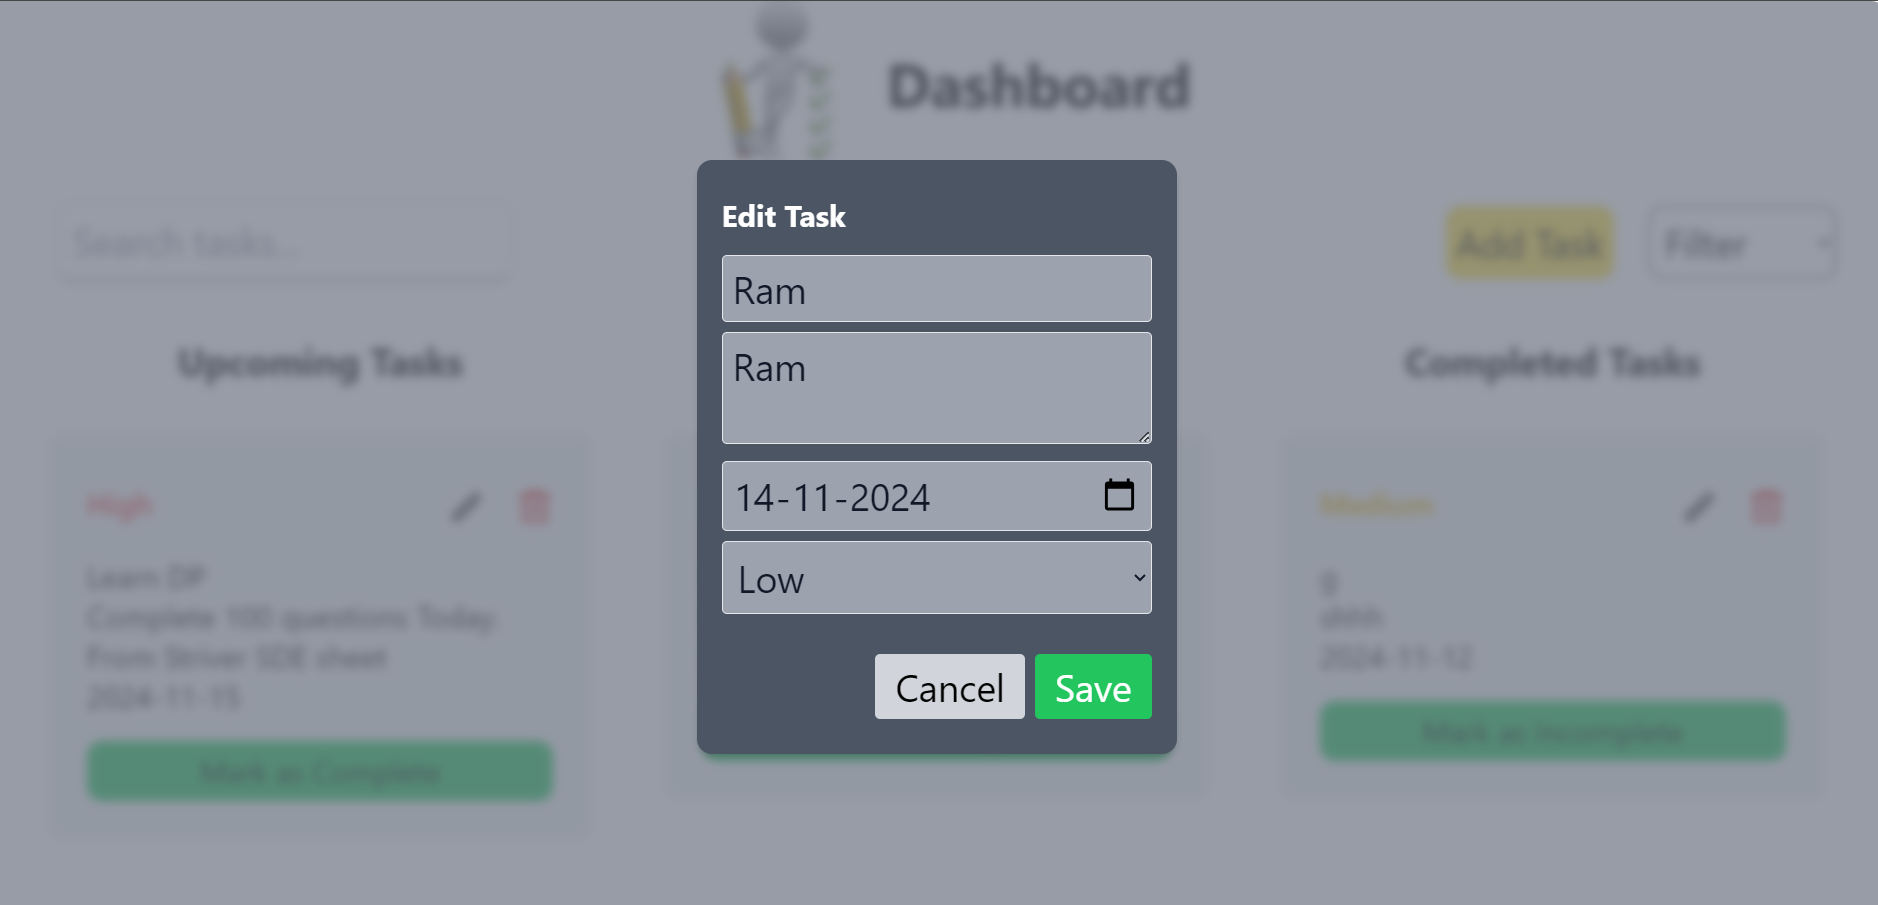 Dashboard
Search tasks...
Add Task
Filter
Upcoming Tasks
Completed Tasks
High
Learn DP
Complete 100 questions Today
From Striver SDE sheet
2024-11-15
Mark as Complete
Edit Task
Ram
Ram
14-11-2024
Low
Cancel
Save
Medium
g
shhh
2024-11-12
Mark as Incomplete